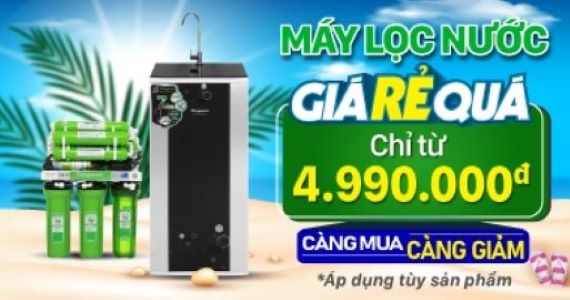 MÁY LỌC NƯỚC
GIÁ RẺ QUÁ
Chỉ từ
4.990.000đ
CÀNG MUA CÀNG GIẢM
*Áp dụng tùy sản phẩm